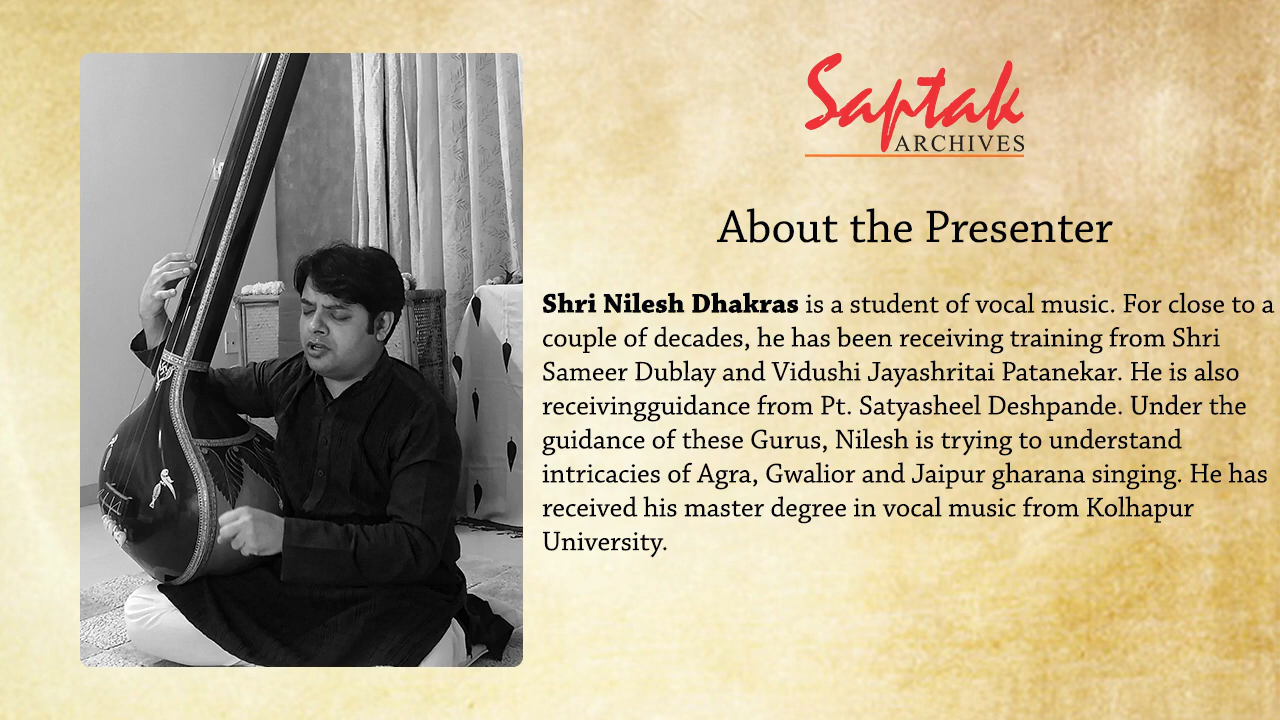 Saptak
ARCHIVES
About the Presenter
Shri Nilesh Dhakras is a student of vocal music. For close to a
couple of decades, he has been receiving training from Shri
Sameer Dublay and Vidushi Jayashritai Patanekar. He is also
receivingguidance from Pt. Satyasheel Deshpande. Under the
guidance of these Gurus, Nilesh is trying to understand
intricacies of Agra, Gwalior and Jaipur gharana singing. He has
received his master degree in vocal music from Kolhapur
University.